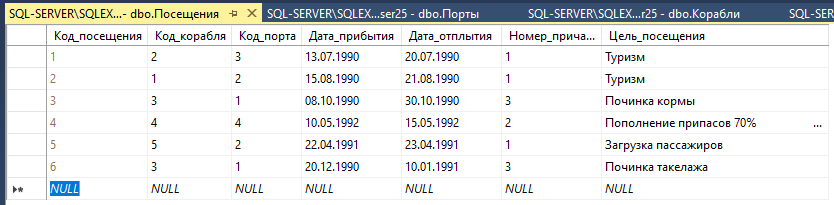 SQL-SERVER\SQLEX...- dbo.Посещения SQL-SERVER\SQLEX...ser25 - dbo.Порты SQL-SERVER\SQLEX...r25 - dbo.Корабли SQL-SERVER\SQLEX
Код_посещения Код_корабля Код_порта Дата_прибытия Дата_отплытия Номер_прича... Цель_посещения
1 2 3 13.07.1990 20.07.1990 1 Туризм
2 1 2 15.08.1990 21.08.1990 1 Туризм
3 3 1 08.10.1990 30.10.1990 3 Починка кормы
4 4 4 10.05.1992 15.05.1992 2 Пополнение припасов 70% ...
5 5 2 22.04.1991 23.04.1991 1 Загрузка пассажиров
6 3 1 20.12.1990 10.01.1991 3 Починка такелажа
NULL NULL NULL NULL NULL NULL NULL